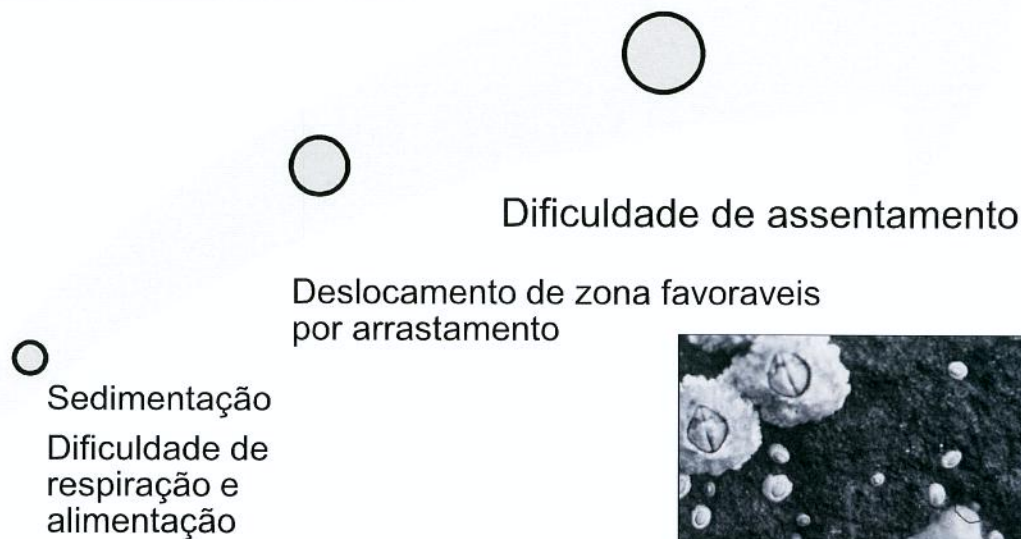 Dificuldade de assentamento
Deslocamento de zona favoraveis
por arrastamento
Sedimentação
Dificuldade de
respiração e
alimentação